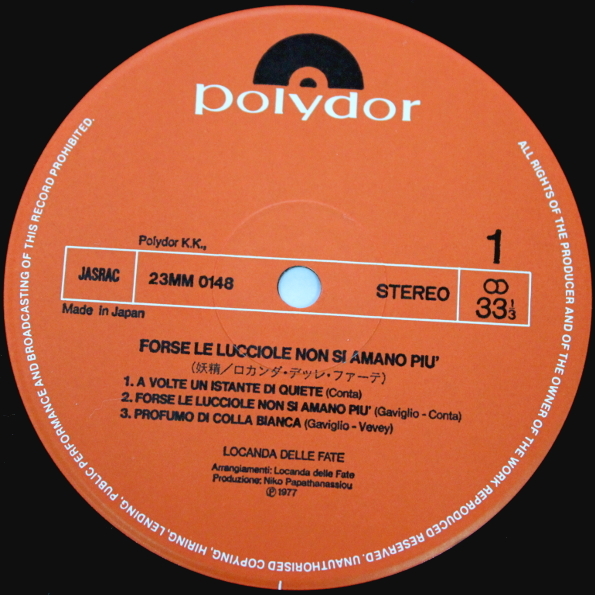 polydor
1
Polydor K.K.,
JASRAC
23MM 0148
STEREO
33 1/3
Made In Japan
FORSE LE LUCCIOLE NON SI AMANO PIU'
(妖精/ロカンダ・デッレ・ファーテ)
1. A VOLTE UN ISTANTE DI QUIETE (Conta)
2. FORSE LE LUCCIOLE NON SI AMANO PIU' (Gaviglio - Conta)
3. PROFUMO DI COLLA BIANCA (Gaviglio - Vevey)
LOCANDA DELLE FATE
Arrangiamenti: Locanda delle Fate
Produzione: Niko Papathanassiou
℗ 1977
ALL RIGHTS OF THE PRODUCER AND OF THE OWNER OF THE WORK REPRODUCED RESERVED. UNAUTHORISED COPYING, HIRING, LENDING, PUBLIC PERFORMANCE AND BROADCASTING OF THIS RECORD PROHIBITED.